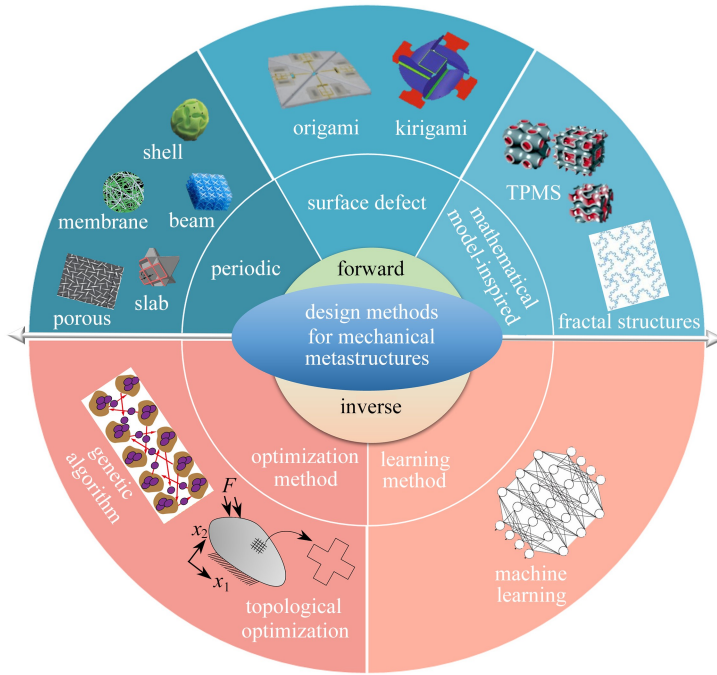 origami
kirigami
shell
membrane
beam
porous
slab
TPMS
fractal structures
periodic
surface defect
mathematical
model-inspired
forward
design methods
for mechanical
metastructures
inverse
optimization
method
learning
method
genetic
algorithm
F
x2
x1
topological
optimization
machine
learning